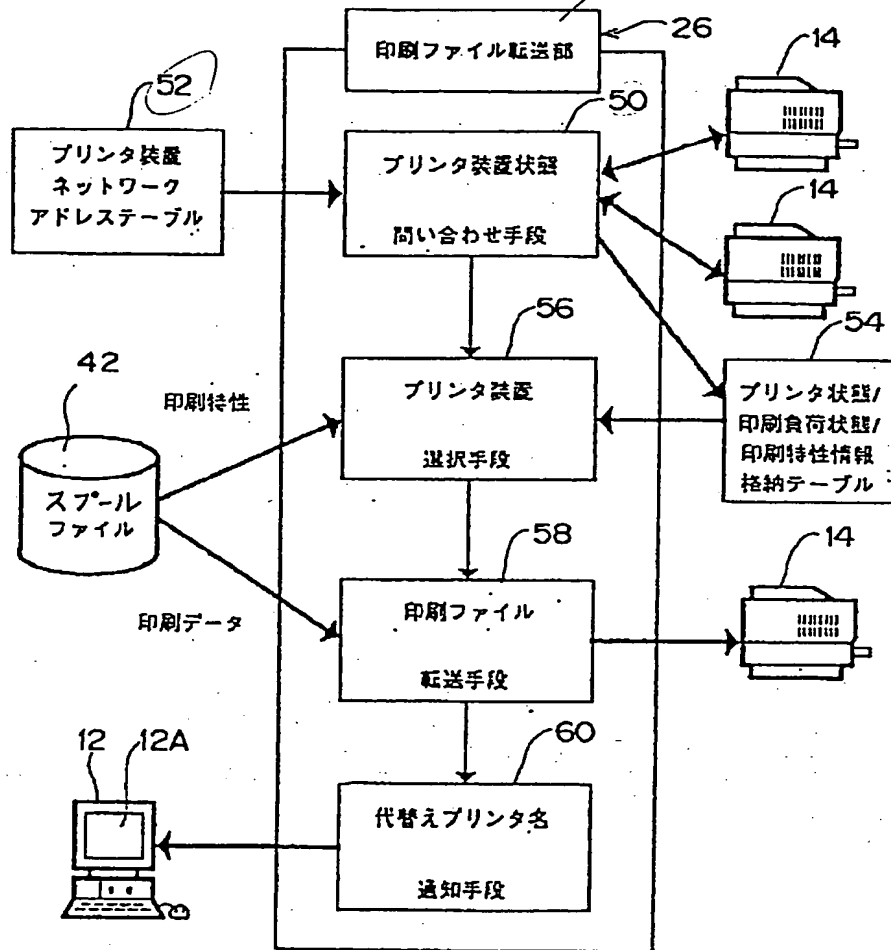 印刷ファイル転送部
26
14
52
50
プリンタ装置
ネットワーク
アドレステーブル
プリンタ装置状態
問い合わせ手段
14
56
54
42
印刷特性
プリンタ装置
選択手段
プリンタ状態/
印刷負荷状態/
印刷特性情報
格納テーブル
スプール
ファイル
58
14
印刷データ
印刷ファイル
転送手段
60
12
12A
代替えプリンタ名
通知手段